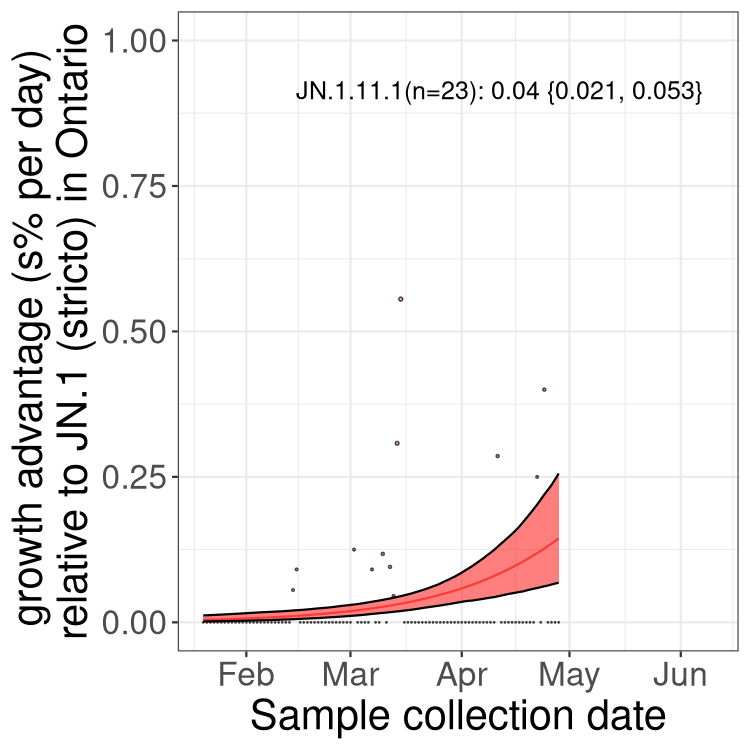 growth advantage (s% per day)
relative to JN.1 (stricto) in Ontario
1.00
0.75
0.50
0.25
0.00
JN.1.11.1(n=23): 0.04 {0.021, 0.053}
Feb Mar Apr May Jun
Sample collection date